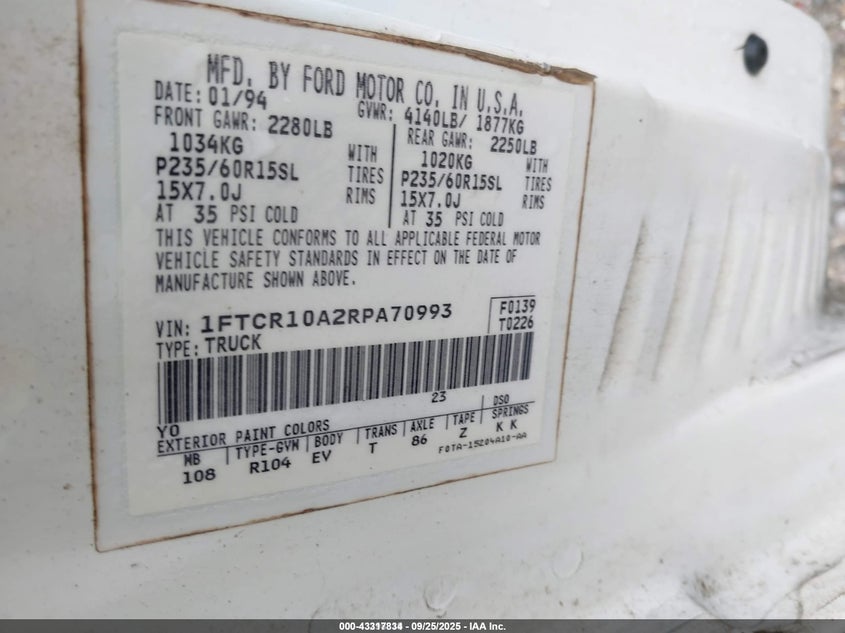 MFD. BY FORD MOTOR CO. IN U.S.A.
DATE: 01/94 GVWR: 4140LB/ 1877KG
FRONT GAWR: 2280LB REAR GAWR: 2250LB
1034KG WITH 1020KG WITH
P235/60R15SL TIRES P235/60R15SL TIRES
15X7.0J RIMS 15X7.0J RIMS
AT 35 PSI COLD AT 35 PSI COLD
THIS VEHICLE CONFORMS TO ALL APPLICABLE FEDERAL MOTOR
VEHICLE SAFETY STANDARDS IN EFFECT ON THE DATE OF
MANUFACTURE SHOWN ABOVE.
VIN: 1FTCR10A2RPA70993 F0139
TYPE: TRUCK T0226
23
YO DSO
EXTERIOR PAINT COLORS
WB TYPE-GVW BODY TRANS AXLE TAPE SPRINGS
108 R104 EV T 86 Z K K
F0TA-15204A10-AA
000-43317834 - 09/25/2025 - IAA Inc.